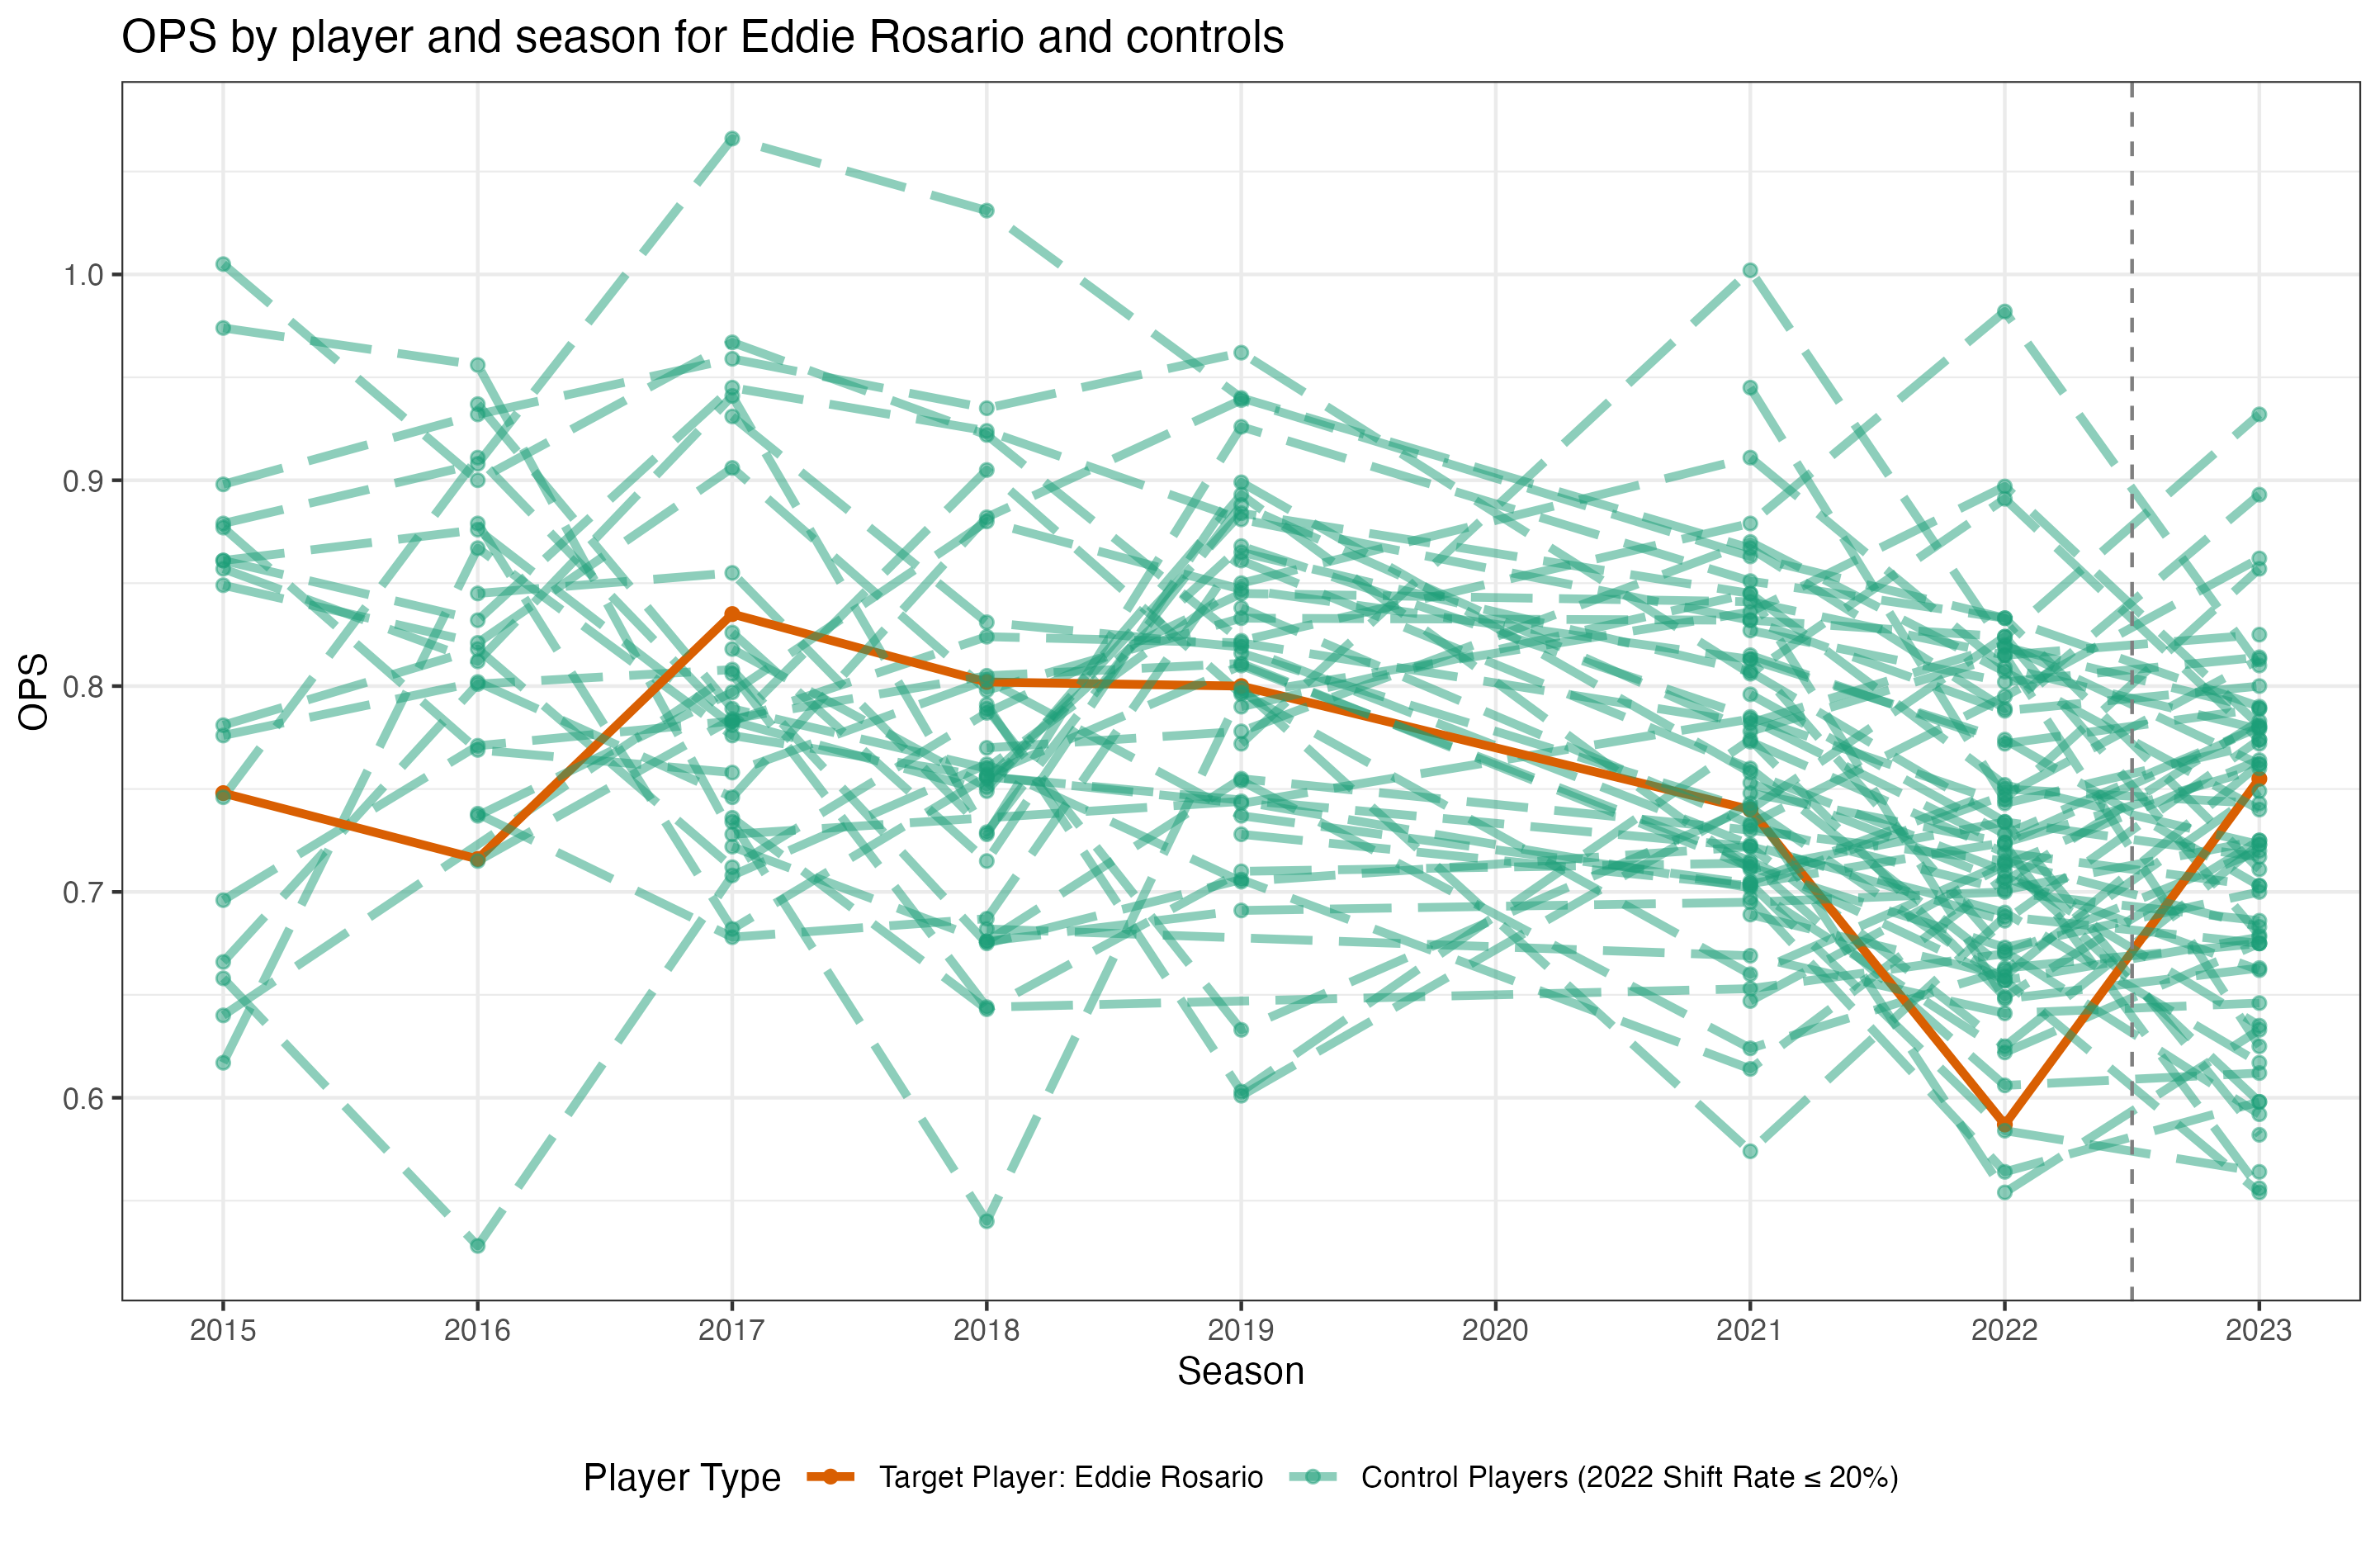 OPS by player and season for Eddie Rosario and controls
OPS
1.0
0.9
0.8
0.7
0.6
2015 2016 2017 2018 2019 2020 2021 2022 2023
Season
Player Type Target Player: Eddie Rosario Control Players (2022 Shift Rate ≤ 20%)